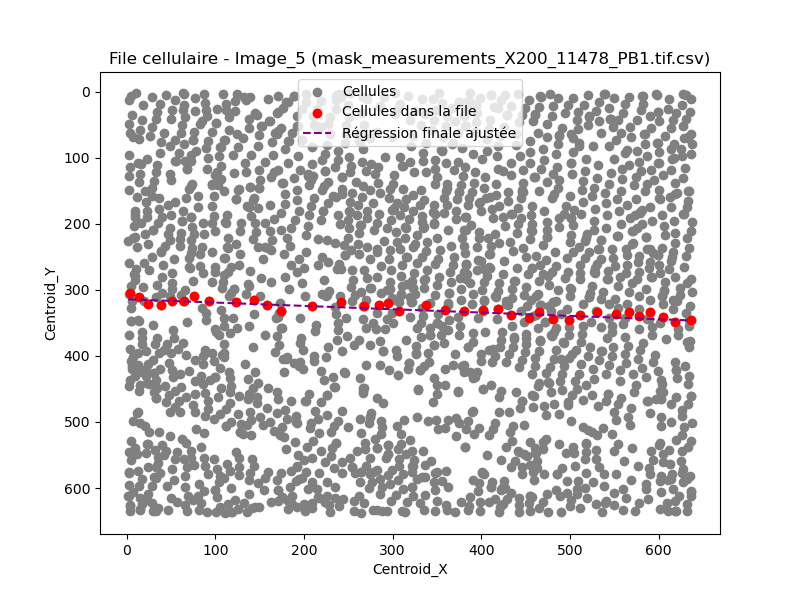 File cellulaire - Image_5 (mask_measurements_X200_11478_PB1.tif.csv)
Cellules
Cellules dans la file
Régression finale ajustée
0
100
200
300
400
500
600
Centroid_Y
0 100 200 300 400 500 600
Centroid_X